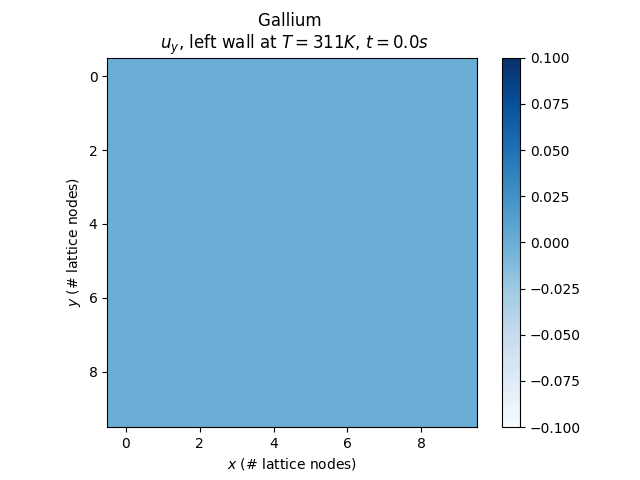 Gallium
u_y, left wall at T = 311K, t = 0.0s
0
2
4
6
8
y (# lattice nodes)
0 2 4 6 8
x (# lattice nodes)
0.100
0.075
0.050
0.025
0.000
−0.025
−0.050
−0.075
−0.100